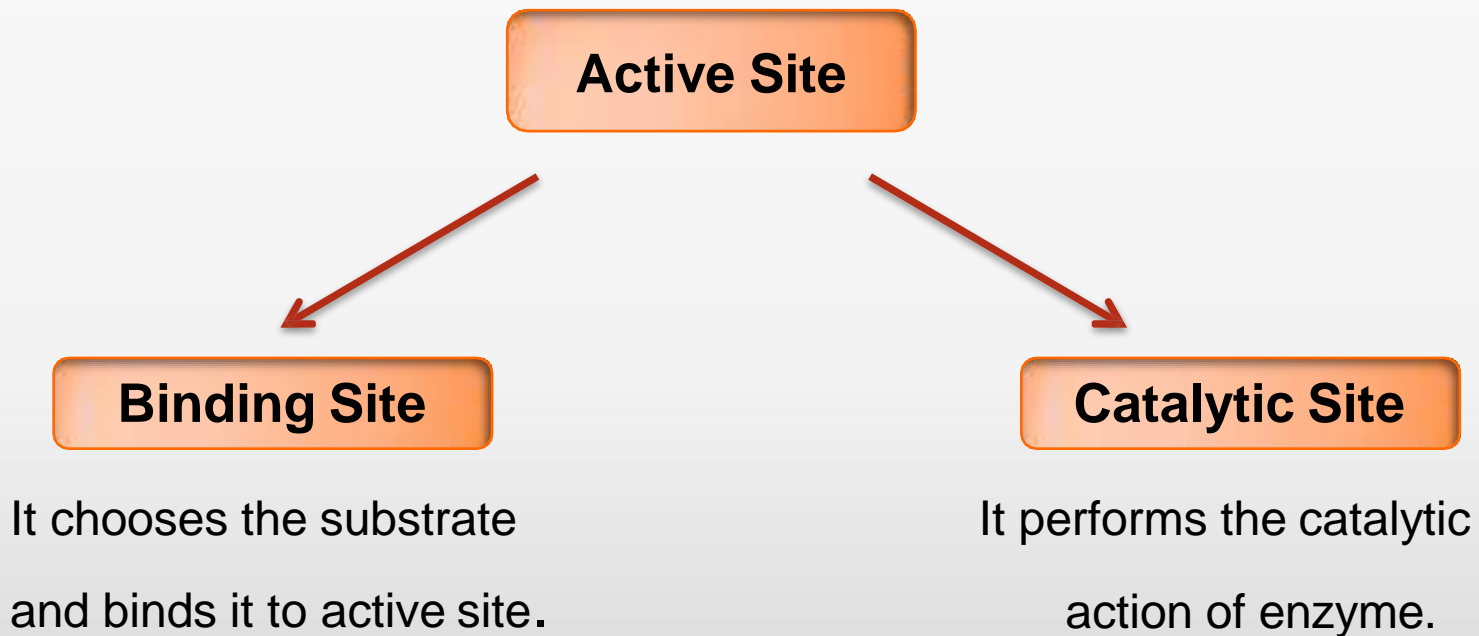 Active Site
Binding Site
It chooses the substrate
and binds it to active site.
Catalytic Site
It performs the catalytic
action of enzyme.